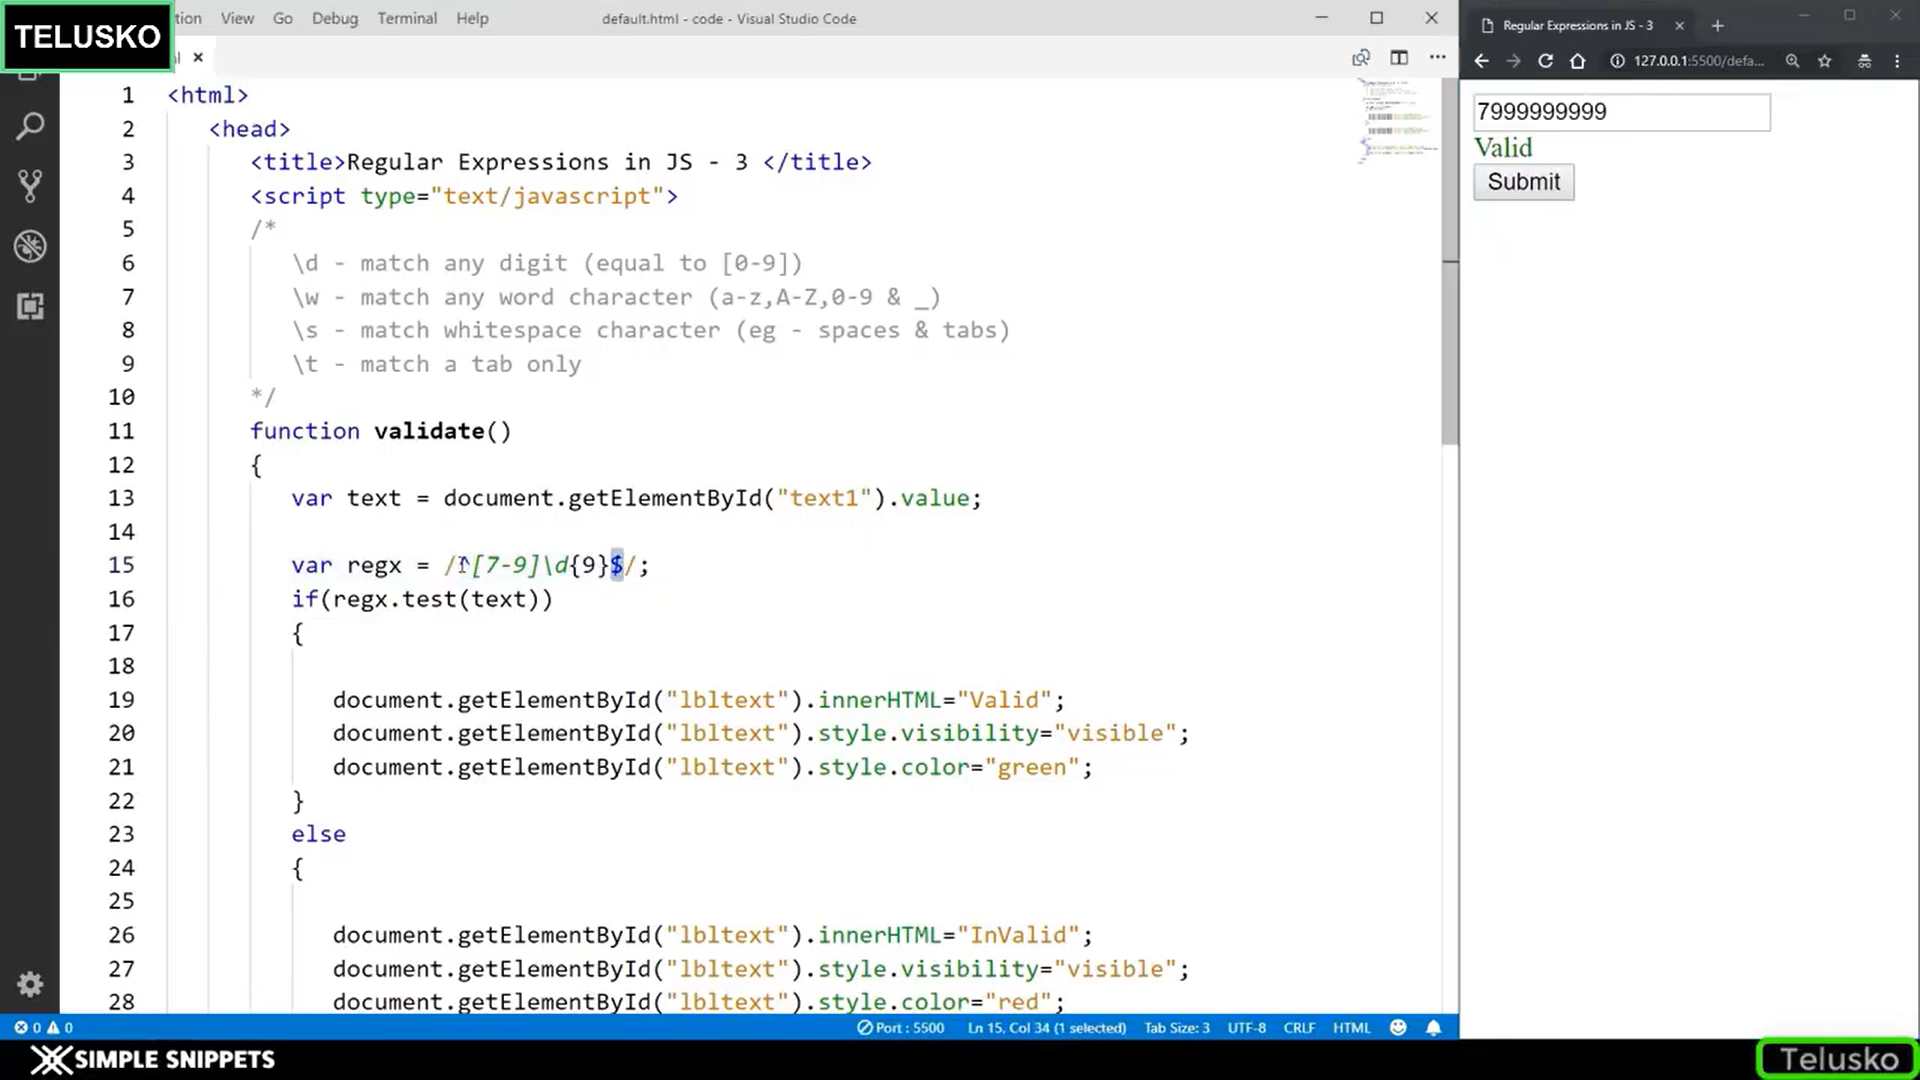 TELUSKO
tion View Go Debug Terminal Help
default.html - code - Visual Studio Code
Regular Expressions in JS - 3
127.0.0.1:5500/defa...
1 <html>
2 <head>
3 <title>Regular Expressions in JS - 3 </title>
4 <script type="text/javascript">
5 /*
6 \d - match any digit (equal to [0-9])
7 \w - match any word character (a-z,A-Z,0-9 & _)
8 \s - match whitespace character (eg - spaces & tabs)
9 \t - match a tab only
10 */
11 function validate()
12 {
13 var text = document.getElementById("text1").value;
14
15 var regx = /^[7-9]\d{9}$/;
16 if(regx.test(text))
17 {
18
19 document.getElementById("lbltext").innerHTML="Valid";
20 document.getElementById("lbltext").style.visibility="visible";
21 document.getElementById("lbltext").style.color="green";
22 }
23 else
24 {
25
26 document.getElementById("lbltext").innerHTML="InValid";
27 document.getElementById("lbltext").style.visibility="visible";
28 document.getElementById("lbltext").style.color="red";
7999999999
Valid
Submit
0 0
Port : 5500 Ln 15, Col 34 (1 selected) Tab Size: 3 UTF-8 CRLF HTML
SIMPLE SNIPPETS
Telusko